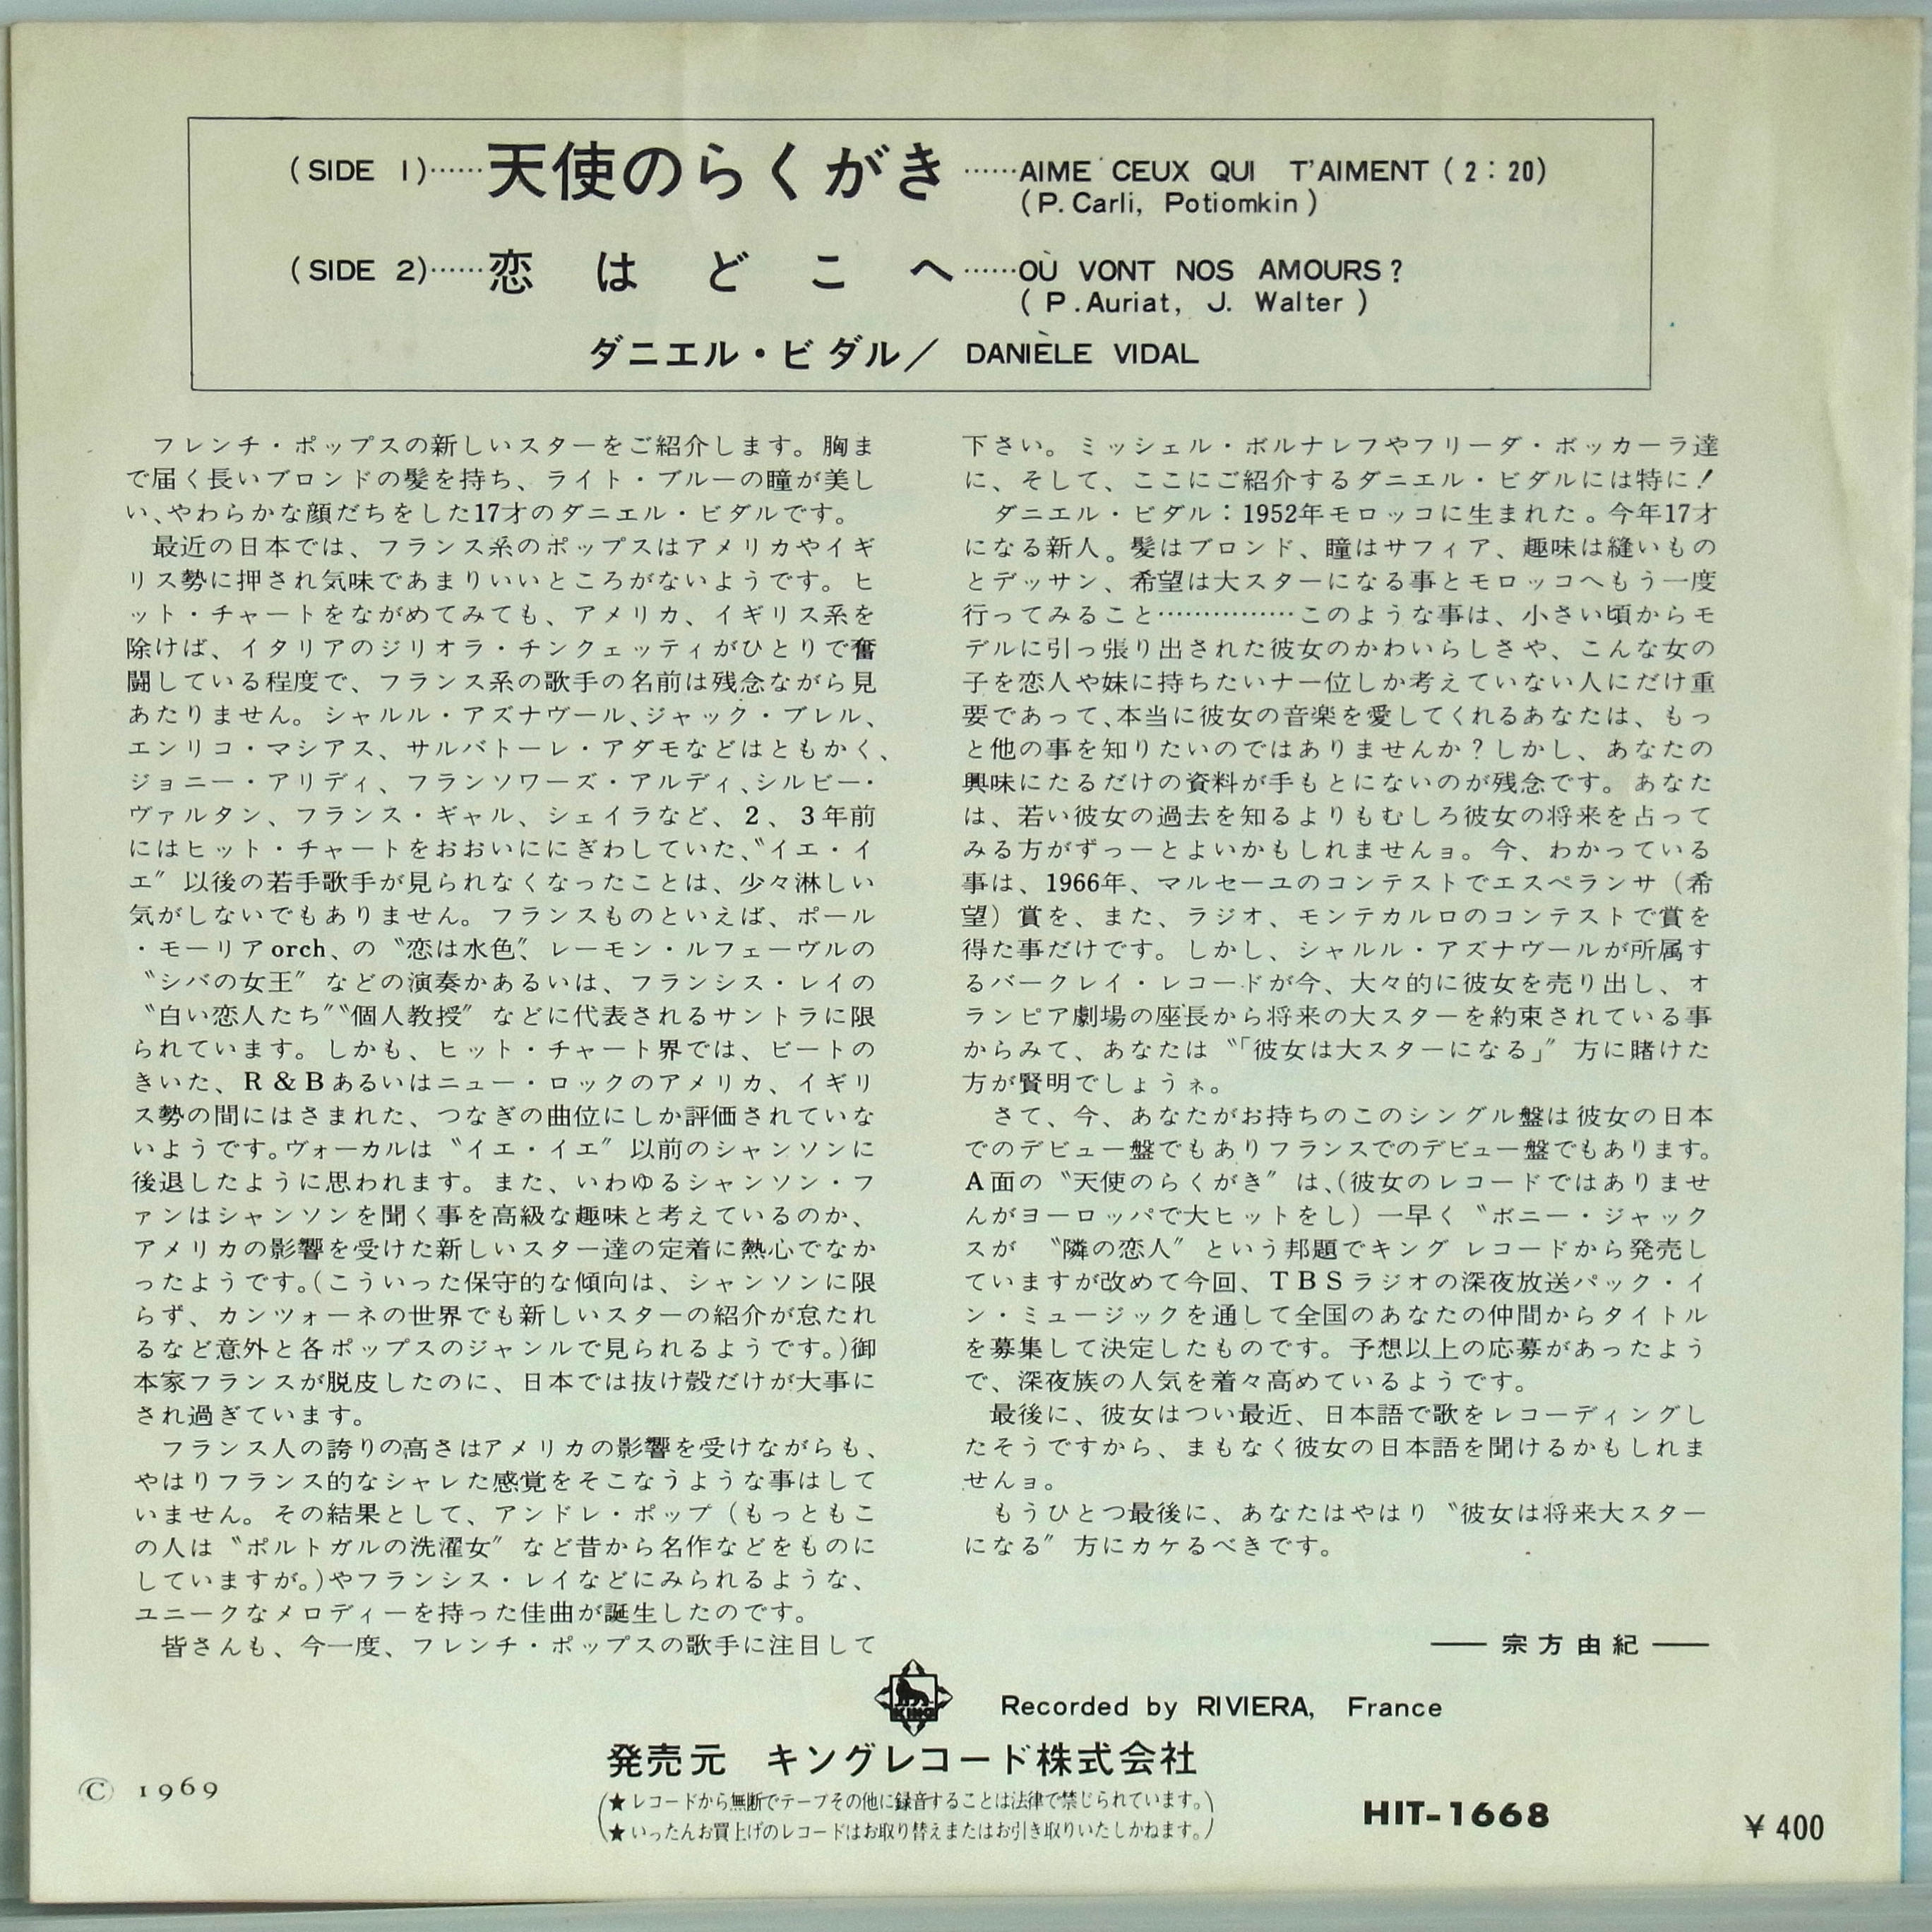 (SIDE 1)……天使のらくがき……AIME CEUX QUI T'AIMENT (2:20)
(P.Carli, Potiomkin)
(SIDE 2)……恋はどこへ……OÙ VONT NOS AMOURS?
(P.Auriat, J. Walter)
ダニエル・ビダル／ DANIÈLE VIDAL
フレンチ・ポップスの新しいスターをご紹介します。胸ま
で届く長いブロンドの髪を持ち、ライト・ブルーの瞳が美し
い、やわらかな顔だちをした17才のダニエル・ビダルです。
最近の日本では、フランス系のポップスはアメリカやイギ
リス勢に押され気味であまりいいところがないようです。ヒ
ット・チャートをながめてみても、アメリカ、イギリス系を
除けば、イタリアのジリオラ・チンクェッティがひとりで奮
闘している程度で、フランス系の歌手の名前は残念ながら見
あたりません。シャルル・アズナヴール、ジャック・ブレル、
エンリコ・マシアス、サルバトーレ・アダモなどはともかく、
ジョニー・アリディ、フランソワーズ・アルディ、シルビー・
ヴァルタン、フランス・ギャル、シェイラなど、2、3年前
にはヒット・チャートをおおいににぎわしていた、〝イエ・イ
エ〞以後の若手歌手が見られなくなったことは、少々淋しい
気がしないでもありません。フランスものといえば、ポール
・モーリアorch、の〝恋は水色〞、レーモン・ルフェーヴルの
〝シバの女王〞などの演奏かあるいは、フランシス・レイの
〝白い恋人たち〞〝個人教授〞などに代表されるサントラに限
られています。しかも、ヒット・チャート界では、ビートの
きいた、R&Bあるいはニュー・ロックのアメリカ、イギリ
ス勢の間にはさまれた、つなぎの曲位にしか評価されていな
いようです。ヴォーカルは〝イエ・イエ〞以前のシャンソンに
後退したように思われます。また、いわゆるシャンソン・フ
ァンはシャンソンを聞く事を高級な趣味と考えているのか、
アメリカの影響を受けた新しいスター達の定着に熱心でなか
ったようです。(こういった保守的な傾向は、シャンソンに限
らず、カンツォーネの世界でも新しいスターの紹介が怠たれ
るなど意外と各ポップスのジャンルで見られるようです。)御
本家フランスが脱皮したのに、日本では抜け殻だけが大事に
され過ぎています。
フランス人の誇りの高さはアメリカの影響を受けながらも、
やはりフランス的なシャレた感覚をそこなうような事はして
いません。その結果として、アンドレ・ポップ（もっともこ
の人は〝ポルトガルの洗濯女〞など昔から名作などをものに
していますが。)やフランシス・レイなどにみられるような、
ユニークなメロディーを持った佳曲が誕生したのです。
皆さんも、今一度、フレンチ・ポップスの歌手に注目して
下さい。ミッシェル・ボルナレフやフリーダ・ボッカーラ達
に、そして、ここにご紹介するダニエル・ビダルには特に！
ダニエル・ビダル：1952年モロッコに生まれた。今年17才
になる新人。髪はブロンド、瞳はサフィア、趣味は縫いもの
とデッサン、希望は大スターになる事とモロッコへもう一度
行ってみること……………このような事は、小さい頃からモ
デルに引っ張り出された彼女のかわいらしさや、こんな女の
子を恋人や妹に持ちたいナー位しか考えていない人にだけ重
要であって、本当に彼女の音楽を愛してくれるあなたは、もっ
と他の事を知りたいのではありませんか？しかし、あなたの
興味にたるだけの資料が手もとにないのが残念です。あなた
は、若い彼女の過去を知るよりもむしろ彼女の将来を占って
みる方がずっーとよいかもしれませんョ。今、わかっている
事は、1966年、マルセーユのコンテストでエスペランサ（希
望）賞を、また、ラジオ、モンテカルロのコンテストで賞を
得た事だけです。しかし、シャルル・アズナヴールが所属す
るバークレイ・レコードが今、大々的に彼女を売り出し、オ
ランピア劇場の座長から将来の大スターを約束されている事
からみて、あなたは〝「彼女は大スターになる」〞方に賭けた
方が賢明でしょうネ。
さて、今、あなたがお持ちのこのシングル盤は彼女の日本
でのデビュー盤でもありフランスでのデビュー盤でもあります。
A面の〝天使のらくがき〞は、(彼女のレコードではありませ
んがヨーロッパで大ヒットをし）一早く〝ボニー・ジャック
スが〝隣の恋人〞という邦題でキング レコードから発売し
ていますが改めて今回、TBSラジオの深夜放送パック・イ
ン・ミュージックを通して全国のあなたの仲間からタイトル
を募集して決定したものです。予想以上の応募があったよう
で、深夜族の人気を着々高めているようです。
最後に、彼女はつい最近、日本語で歌をレコーディングし
たそうですから、まもなく彼女の日本語を聞けるかもしれま
せんョ。
もうひとつ最後に、あなたはやはり〝彼女は将来大スター
になる〞方にカケるべきです。
── 宗方由紀 ──
KING
Recorded by RIVIERA, France
発売元 キングレコード株式会社
© 1969
★レコードから無断でテープその他に録音することは法律で禁じられています。
★いったんお買上げのレコードはお取り替えまたはお引き取りいたしかねます。
HIT-1668
￥400